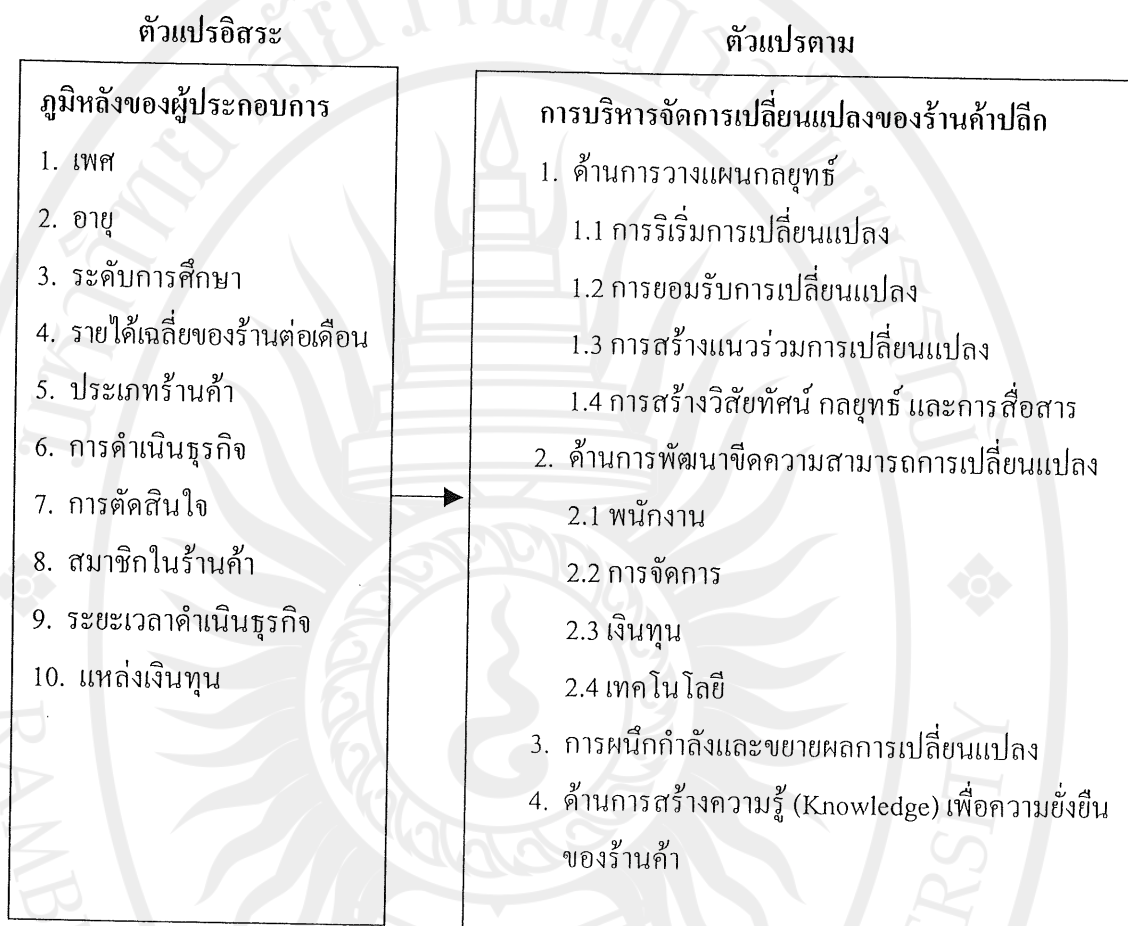 ตัวแปรอิสระ
ภูมิหลังของผู้ประกอบการ
1. เพศ
2. อายุ
3. ระดับการศึกษา
4. รายได้เฉลี่ยของร้านต่อเดือน
5. ประเภทร้านค้า
6. การดำเนินธุรกิจ
7. การตัดสินใจ
8. สมาชิกในร้านค้า
9. ระยะเวลาดำเนินธุรกิจ
10. แหล่งเงินทุน
ตัวแปรตาม
การบริหารจัดการเปลี่ยนแปลงของร้านค้าปลีก
1. ด้านการวางแผนกลยุทธ์
1.1 การริเริ่มการเปลี่ยนแปลง
1.2 การยอมรับการเปลี่ยนแปลง
1.3 การสร้างแนวร่วมการเปลี่ยนแปลง
1.4 การสร้างวิสัยทัศน์ กลยุทธ์ และการสื่อสาร
2. ด้านการพัฒนาขีดความสามารถการเปลี่ยนแปลง
2.1 พนักงาน
2.2 การจัดการ
2.3 เงินทุน
2.4 เทคโนโลยี
3. การผนึกกำลังและขยายผลการเปลี่ยนแปลง
4. ด้านการสร้างความรู้ (Knowledge) เพื่อความยั่งยืน
ของร้านค้า